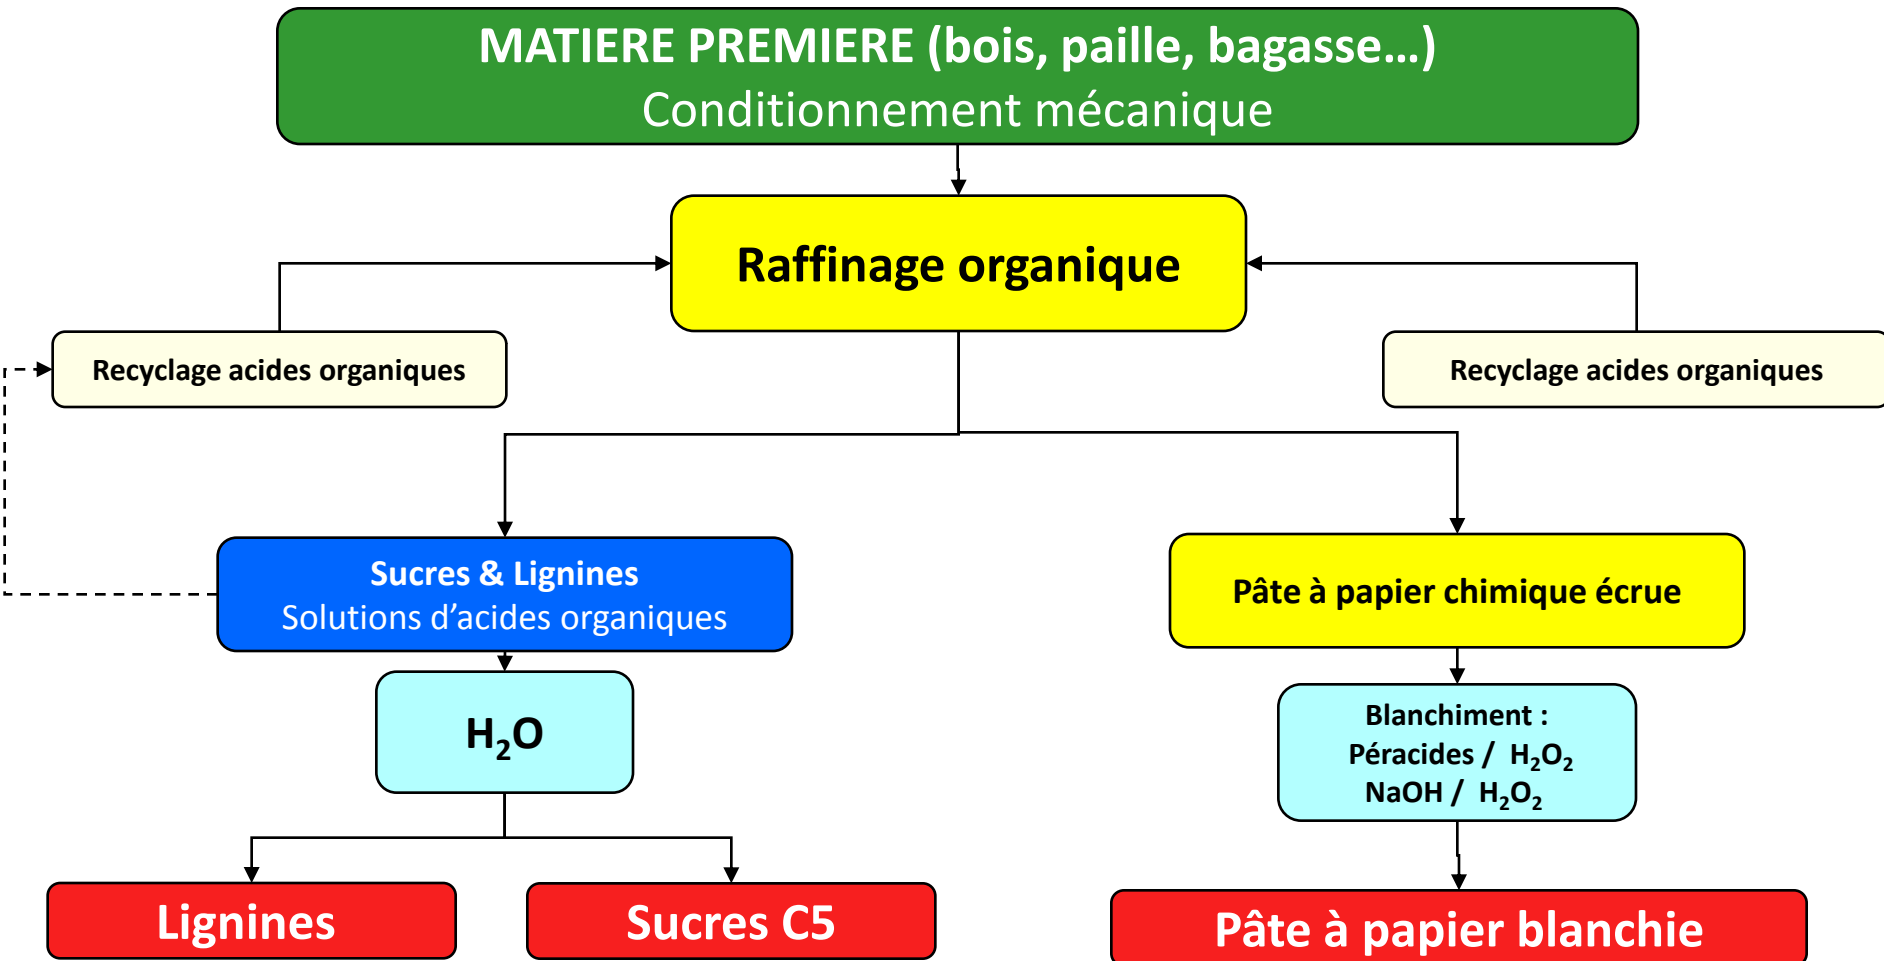 MATIERE PREMIERE (bois, paille, bagasse…)
Conditionnement mécanique
Raffinage organique
Recyclage acides organiques
Recyclage acides organiques
Sucres & Lignines
Solutions d’acides organiques
Pâte à papier chimique écrue
H₂O
Blanchiment :
Péracides / H₂O₂
NaOH / H₂O₂
Lignines
Sucres C5
Pâte à papier blanchie